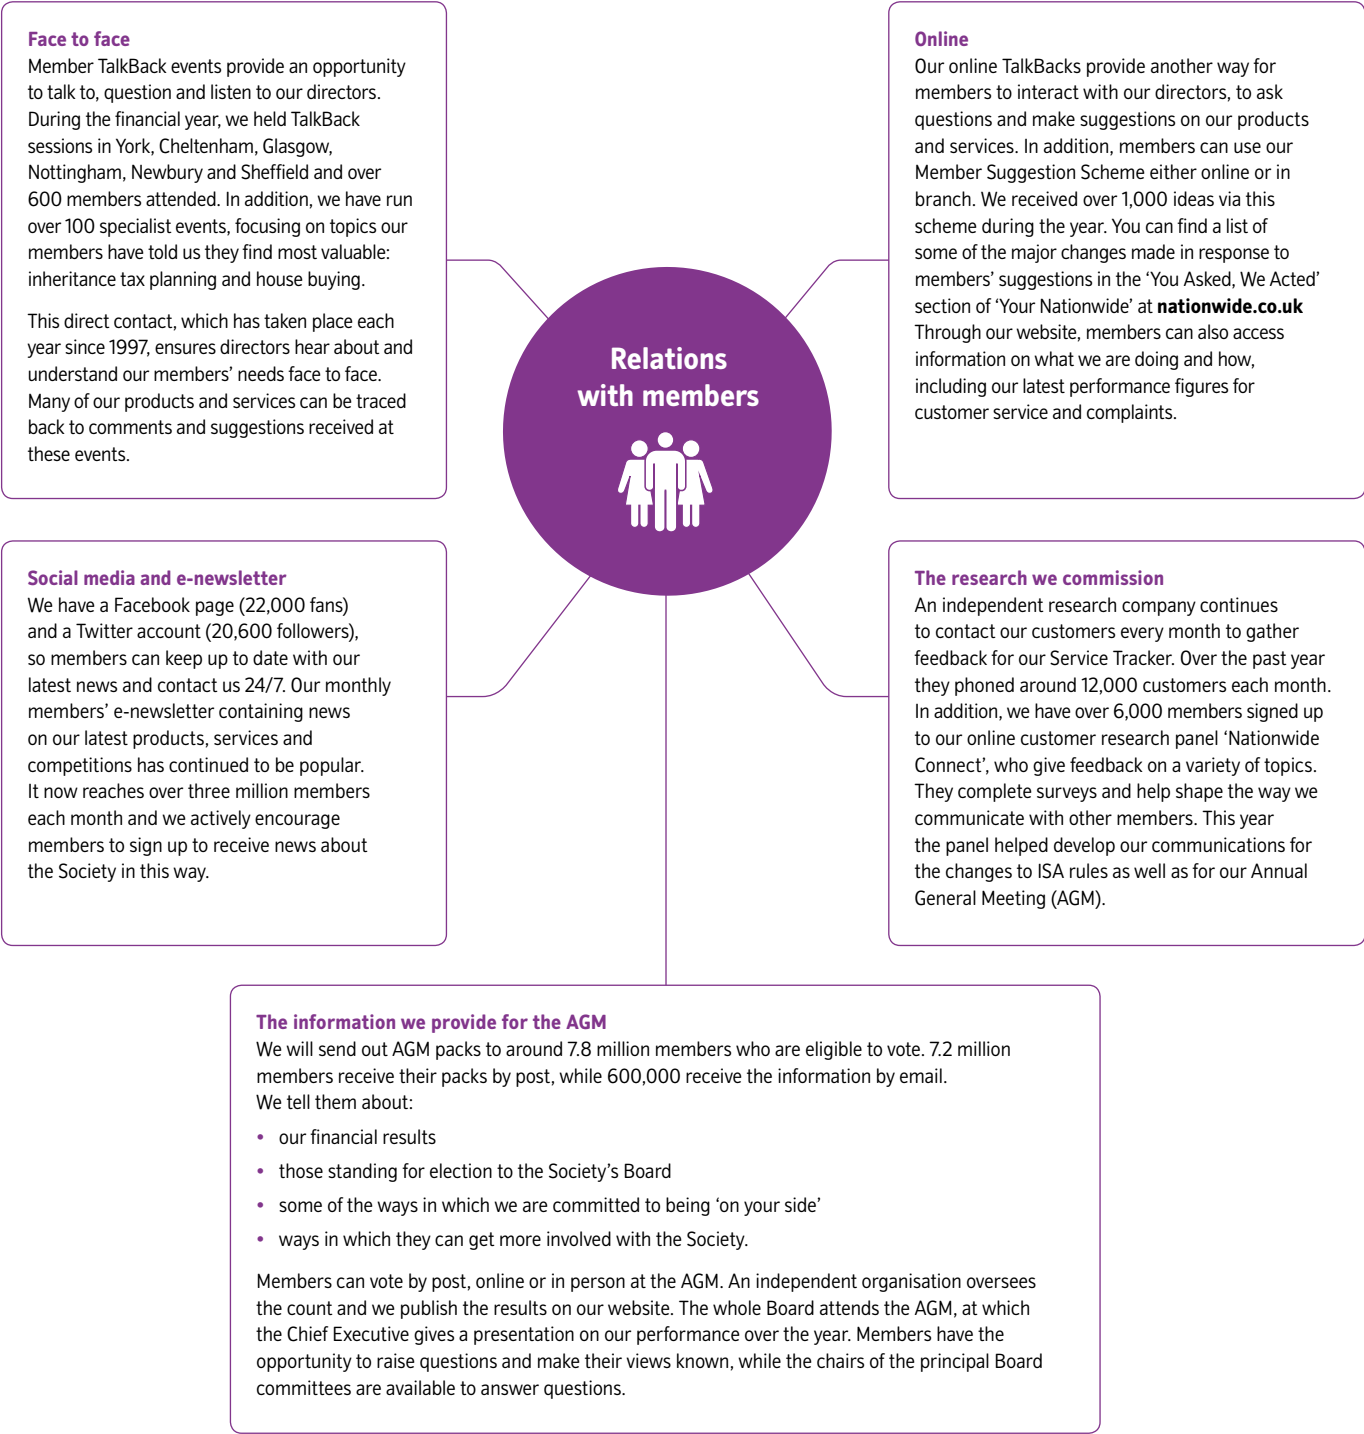 Face to face
Member TalkBack events provide an opportunity
to talk to, question and listen to our directors.
During the financial year, we held TalkBack
sessions in York, Cheltenham, Glasgow,
Nottingham, Newbury and Sheffield and over
600 members attended. In addition, we have run
over 100 specialist events, focusing on topics our
members have told us they find most valuable:
inheritance tax planning and house buying.
This direct contact, which has taken place each
year since 1997, ensures directors hear about and
understand our members’ needs face to face.
Many of our products and services can be traced
back to comments and suggestions received at
these events.
Online
Our online TalkBacks provide another way for
members to interact with our directors, to ask
questions and make suggestions on our products
and services. In addition, members can use our
Member Suggestion Scheme either online or in
branch. We received over 1,000 ideas via this
scheme during the year. You can find a list of
some of the major changes made in response to
members’ suggestions in the ‘You Asked, We Acted’
section of ‘Your Nationwide’ at nationwide.co.uk
Through our website, members can also access
information on what we are doing and how,
including our latest performance figures for
customer service and complaints.
Relations
with members
Social media and e-newsletter
We have a Facebook page (22,000 fans)
and a Twitter account (20,600 followers),
so members can keep up to date with our
latest news and contact us 24/7. Our monthly
members’ e-newsletter containing news
on our latest products, services and
competitions has continued to be popular.
It now reaches over three million members
each month and we actively encourage
members to sign up to receive news about
the Society in this way.
The research we commission
An independent research company continues
to contact our customers every month to gather
feedback for our Service Tracker. Over the past year
they phoned around 12,000 customers each month.
In addition, we have over 6,000 members signed up
to our online customer research panel ‘Nationwide
Connect’, who give feedback on a variety of topics.
They complete surveys and help shape the way we
communicate with other members. This year
the panel helped develop our communications for
the changes to ISA rules as well as for our Annual
General Meeting (AGM).
The information we provide for the AGM
We will send out AGM packs to around 7.8 million members who are eligible to vote. 7.2 million
members receive their packs by post, while 600,000 receive the information by email.
We tell them about:
• our financial results
• those standing for election to the Society’s Board
• some of the ways in which we are committed to being ‘on your side’
• ways in which they can get more involved with the Society.
Members can vote by post, online or in person at the AGM. An independent organisation oversees
the count and we publish the results on our website. The whole Board attends the AGM, at which
the Chief Executive gives a presentation on our performance over the year. Members have the
opportunity to raise questions and make their views known, while the chairs of the principal Board
committees are available to answer questions.